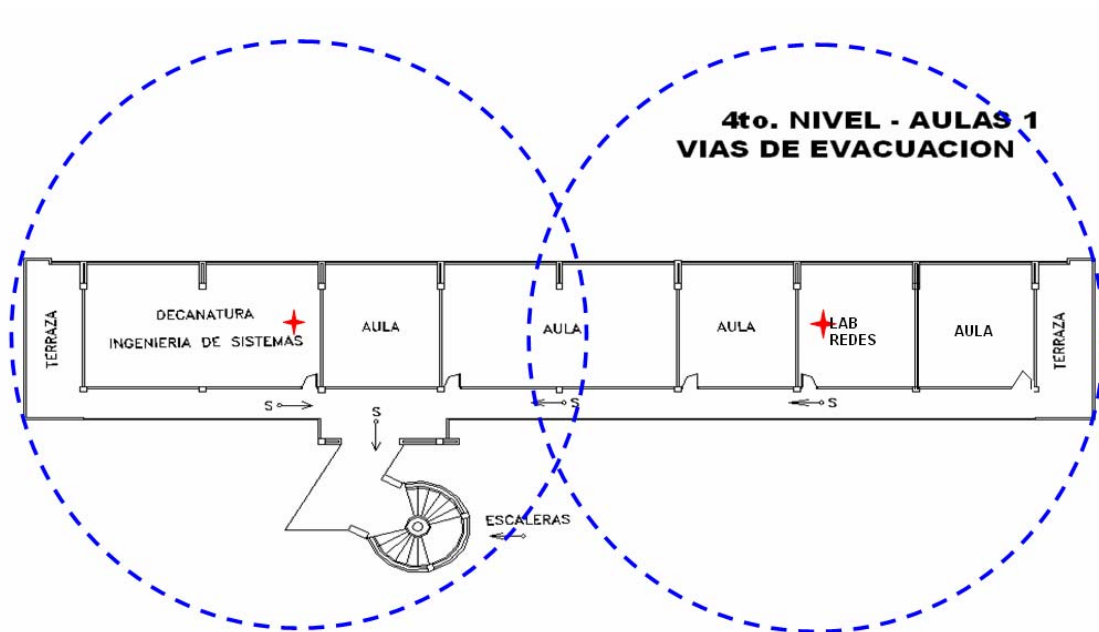 4to. NIVEL - AULAS 1
VIAS DE EVACUACION
TERRAZA
DECANATURA
INGENIERIA DE SISTEMAS
AULA
AULA
AULA
LAB
REDES
AULA
TERRAZA
S
S
S
S
ESCALERAS